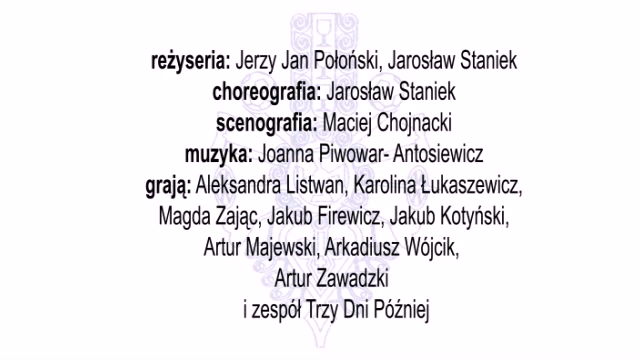 reżyseria: Jerzy Jan Połoński, Jarosław Staniek
choreografia: Jarosław Staniek
scenografia: Maciej Chojnacki
muzyka: Joanna Piwowar- Antosiewicz
grają: Aleksandra Listwan, Karolina Łukaszewicz,
Magda Zając, Jakub Firewicz, Jakub Kotyński,
Artur Majewski, Arkadiusz Wójcik,
Artur Zawadzki
i zespół Trzy Dni Później